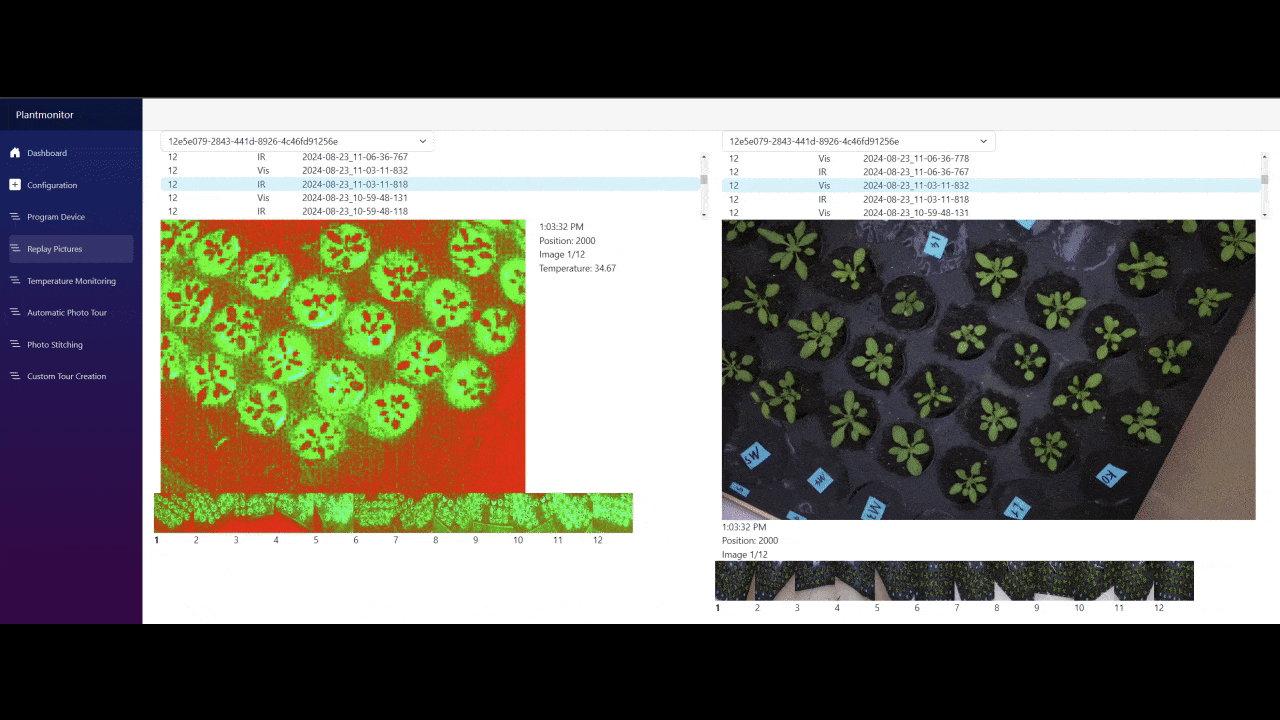 Plantmonitor
Dashboard
Configuration
Program Device
Replay Pictures
Temperature Monitoring
Automatic Photo Tour
Photo Stitching
Custom Tour Creation
12e5e079-2843-441d-8926-4c46fd91256e
12 IR 2024-08-23_11-06-36-767
12 Vis 2024-08-23_11-03-11-832
12 IR 2024-08-23_11-03-11-818
12 Vis 2024-08-23_10-59-48-131
12 IR 2024-08-23_10-59-48-118
1:03:32 PM
Position: 2000
Image 1/12
Temperature: 34.67
1 2 3 4 5 6 7 8 9 10 11 12
12e5e079-2843-441d-8926-4c46fd91256e
12 Vis 2024-08-23_11-06-36-778
12 IR 2024-08-23_11-06-36-767
12 Vis 2024-08-23_11-03-11-832
12 IR 2024-08-23_11-03-11-818
12 Vis 2024-08-23_10-59-48-131
KO
1:03:32 PM
Position: 2000
Image 1/12
1 2 3 4 5 6 7 8 9 10 11 12